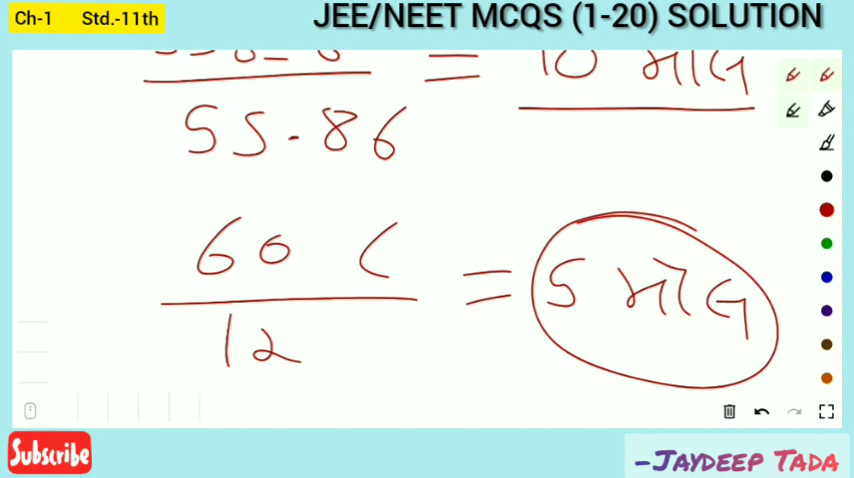 Ch-1 Std.-11th
JEE/NEET MCQS (1-20) SOLUTION
= 10 મોલ
55.86
60 C
= 5 મોલ
12
Subscribe
-JAYDEEP TADA